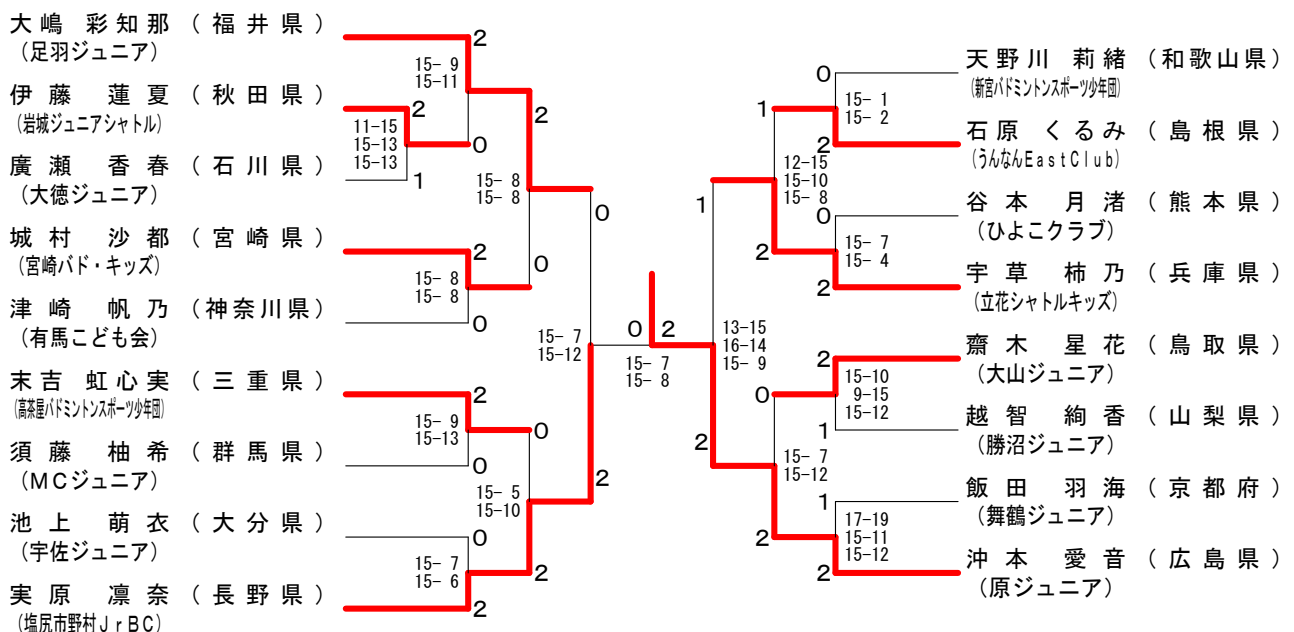 大嶋 彩知那 (福井県)
(足羽ジュニア)
伊藤 蓮夏 (秋田県)
(岩城ジュニアシャトル)
廣瀬 香春 (石川県)
(大徳ジュニア)
城村 沙都 (宮崎県)
(宮崎バド・キッズ)
津崎 帆乃 (神奈川県)
(有馬こども会)
末吉 虹心実 (三重県)
(高茶屋バドミントンスポーツ少年団)
須藤 柚希 (群馬県)
(MCジュニア)
池上 萌衣 (大分県)
(宇佐ジュニア)
実原 凛奈 (長野県)
(塩尻市野村JrBC)
2
15- 9
15-11
2
11-15
15-13
15-13
0
1
2
15- 8
15- 8
0
2
15- 8
15- 8
0
0
2
15- 9
15-13
0
0
15- 5
15-10
0
15- 7
15- 6
2
2
2
15- 7
15-12
0
2
15- 7
15- 8
13-15
16-14
15- 9
1
2
1
12-15
15-10
15- 8
2
0
15- 7
15-12
2
0
15- 1
15- 2
2
0
15- 7
15- 4
2
2
15-10
9-15
15-12
1
1
17-19
15-11
15-12
2
天野川 莉緒 (和歌山県)
(新宮バドミントンスポーツ少年団)
石原 くるみ (島根県)
(うんなんEastClub)
谷本 月渚 (熊本県)
(ひよこクラブ)
宇草 柿乃 (兵庫県)
(立花シャトルキッズ)
齋木 星花 (鳥取県)
(大山ジュニア)
越智 絢香 (山梨県)
(勝沼ジュニア)
飯田 羽海 (京都府)
(舞鶴ジュニア)
沖本 愛音 (広島県)
(原ジュニア)